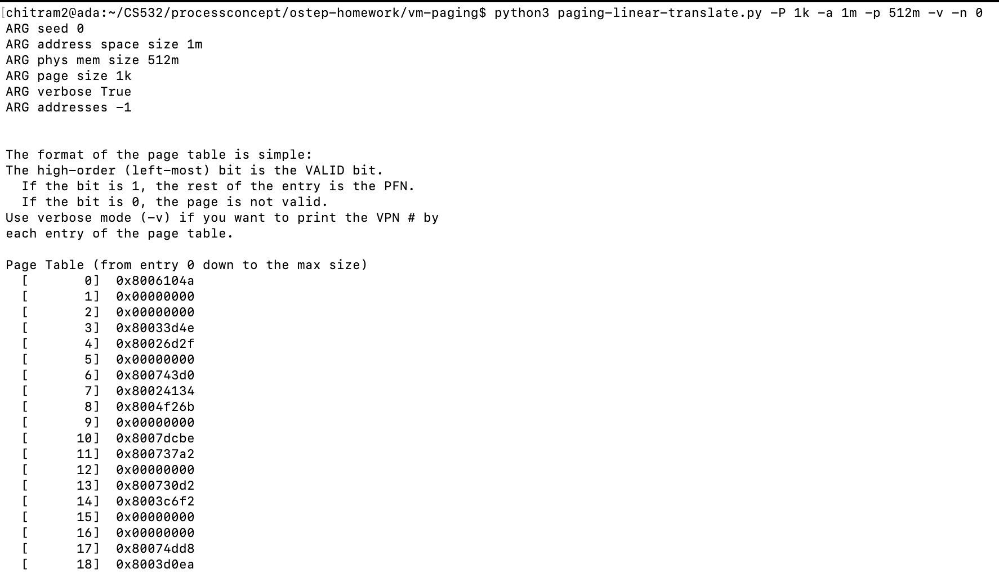 [chitram2@ada:~/CS532/processconcept/ostep-homework/vm-paging$ python3 paging-linear-translate.py -P 1k -a 1m -p 512m -v -n 0
ARG seed 0
ARG address space size 1m
ARG phys mem size 512m
ARG page size 1k
ARG verbose True
ARG addresses -1
The format of the page table is simple:
The high-order (left-most) bit is the VALID bit.
  If the bit is 1, the rest of the entry is the PFN.
  If the bit is 0, the page is not valid.
Use verbose mode (-v) if you want to print the VPN # by
each entry of the page table.
Page Table (from entry 0 down to the max size)
  [       0]  0x8006104a
  [       1]  0x00000000
  [       2]  0x00000000
  [       3]  0x80033d4e
  [       4]  0x80026d2f
  [       5]  0x00000000
  [       6]  0x800743d0
  [       7]  0x80024134
  [       8]  0x8004f26b
  [       9]  0x00000000
  [      10]  0x8007dcbe
  [      11]  0x800737a2
  [      12]  0x00000000
  [      13]  0x800730d2
  [      14]  0x8003c6f2
  [      15]  0x00000000
  [      16]  0x00000000
  [      17]  0x80074dd8
  [      18]  0x8003d0ea